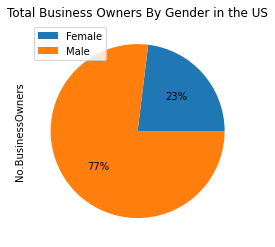 Total Business Owners By Gender in the US
Female
Male
23%
77%
No.BusinessOwners